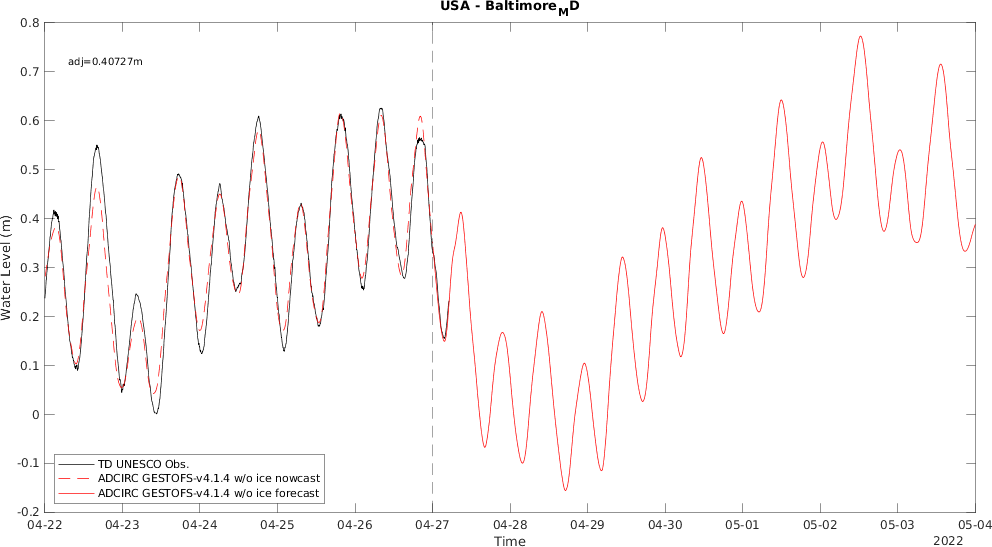 USA - Baltimore_MD
0.8
0.7
0.6
0.5
0.4
0.3
0.2
0.1
0
-0.1
-0.2
Water Level (m)
adj=0.40727m
TD UNESCO Obs.
ADCIRC GESTOFS-v4.1.4 w/o ice nowcast
ADCIRC GESTOFS-v4.1.4 w/o ice forecast
04-22 04-23 04-24 04-25 04-26 04-27 04-28 04-29 04-30 05-01 05-02 05-03 05-04
Time
2022